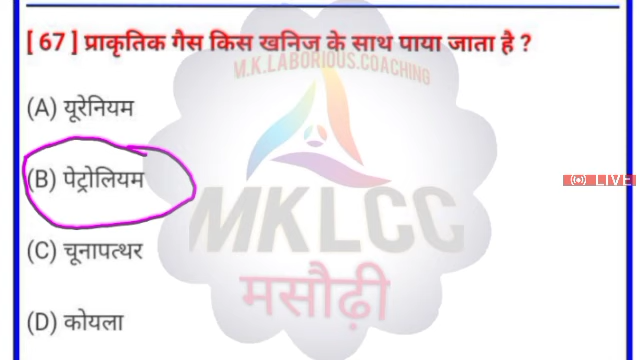 [ 67 ] प्राकृतिक गैस किस खनिज के साथ पाया जाता है ?
M.K.LABORIOUS.COACHING
(A) यूरेनियम
(B) पेट्रोलियम
LIVE
MKLCC
(C) चूनापत्थर
मसौढ़ी
(D) कोयला